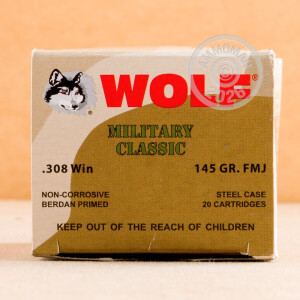 WOLF
MILITARY
CLASSIC
.308 Win
145 GR. FMJ
NON-CORROSIVE
BERDAN PRIMED
STEEL CASE
20 CARTRIDGES
KEEP OUT OF THE REACH OF CHILDREN